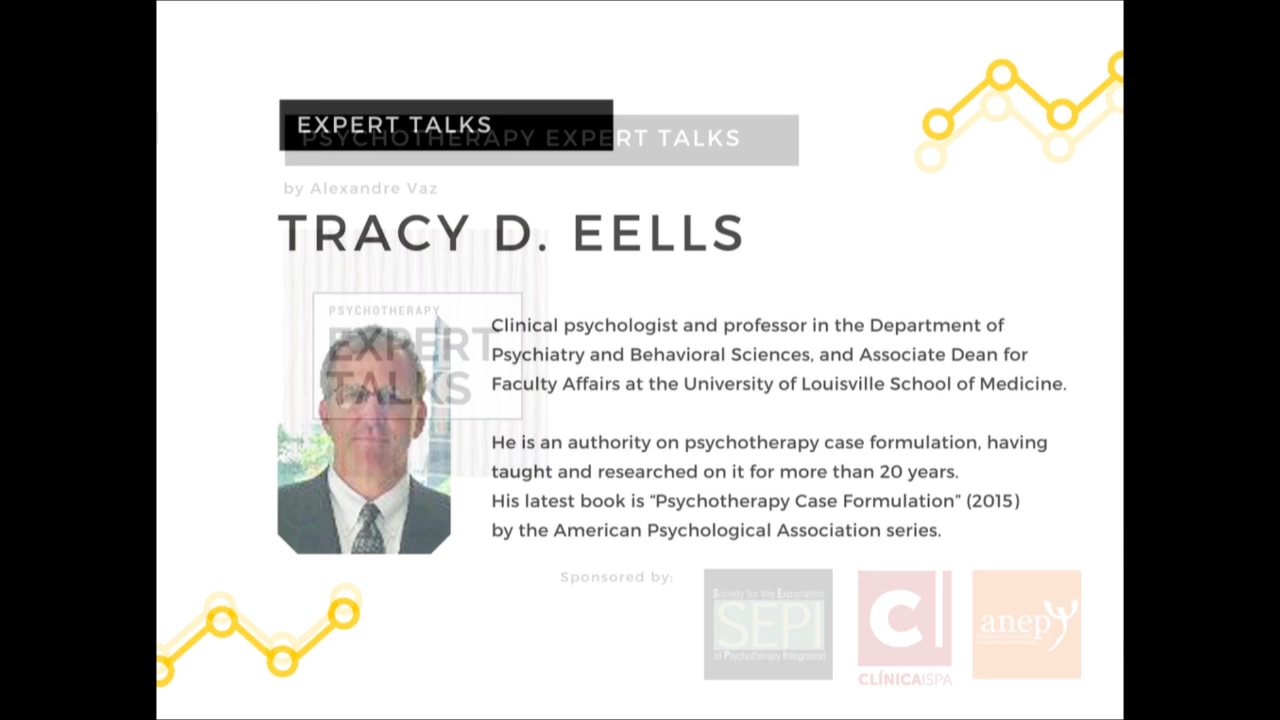 EXPERT TALKS
PSYCHOTHERAPY EXPERT TALKS
by Alexandre Vaz
TRACY D. EELLS
PSYCHOTHERAPY
EXPERT
TALKS
Clinical psychologist and professor in the Department of
Psychiatry and Behavioral Sciences, and Associate Dean for
Faculty Affairs at the University of Louisville School of Medicine.
He is an authority on psychotherapy case formulation, having
taught and researched on it for more than 20 years.
His latest book is “Psychotherapy Case Formulation” (2015)
by the American Psychological Association series.
Sponsored by:
Society for the Exploration
SEPI
of Psychotherapy Integration
CLÍNICAISPA
anep